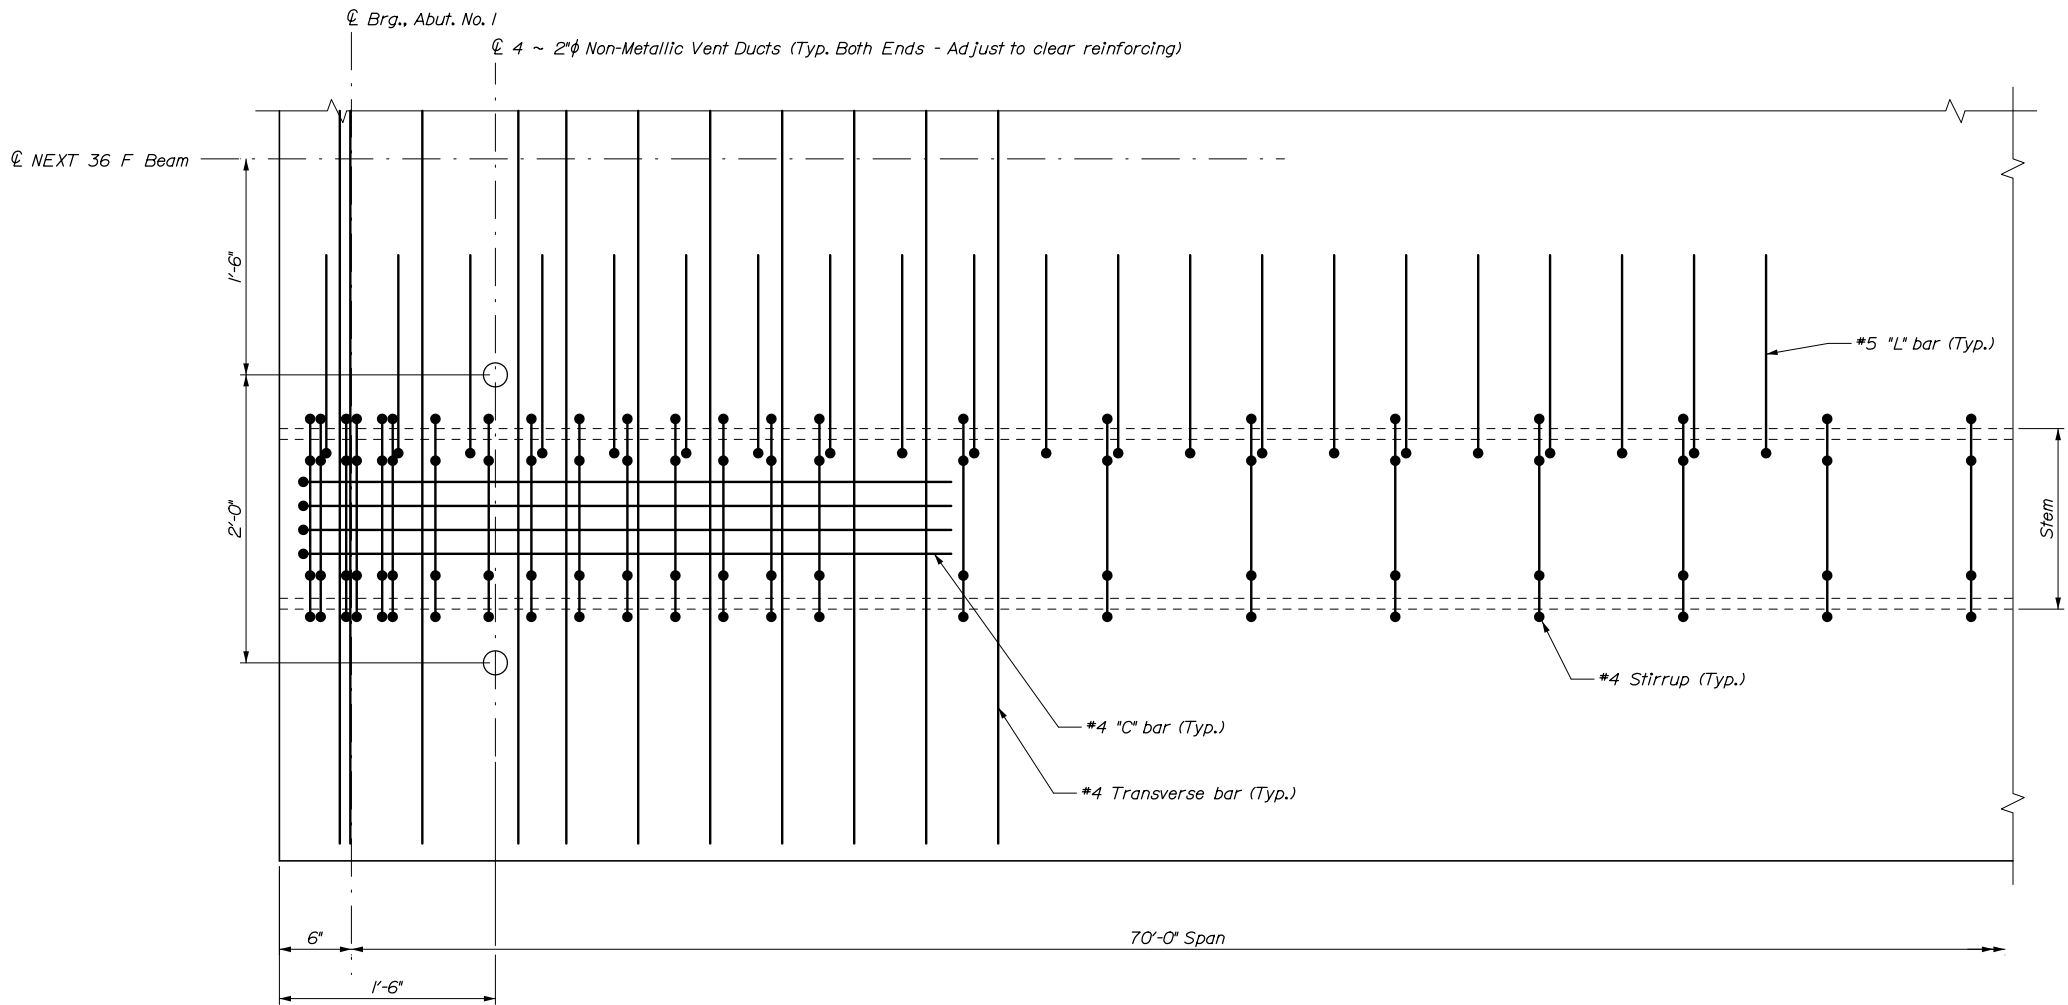 ℄ Brg., Abut. No. 1
℄ 4 ~ 2"ϕ Non-Metallic Vent Ducts (Typ. Both Ends - Adjust to clear reinforcing)
℄ NEXT 36 F Beam
1'-6"
#5 "L" bar (Typ.)
2'-0"
Stem
#4 Stirrup (Typ.)
#4 "C" bar (Typ.)
#4 Transverse bar (Typ.)
6"
70'-0" Span
1'-6"